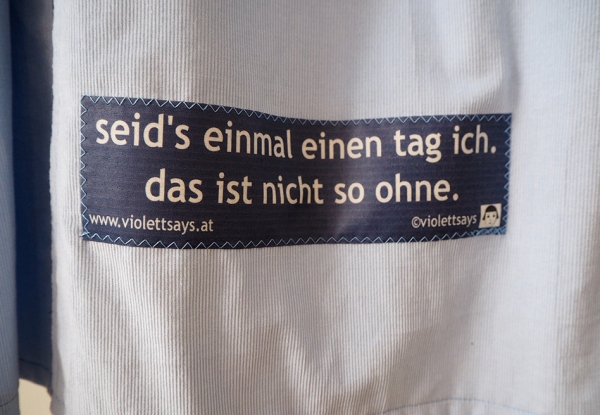 seid's einmal einen tag ich.
das ist nicht so ohne.
www.violettsays.at ©violettsays